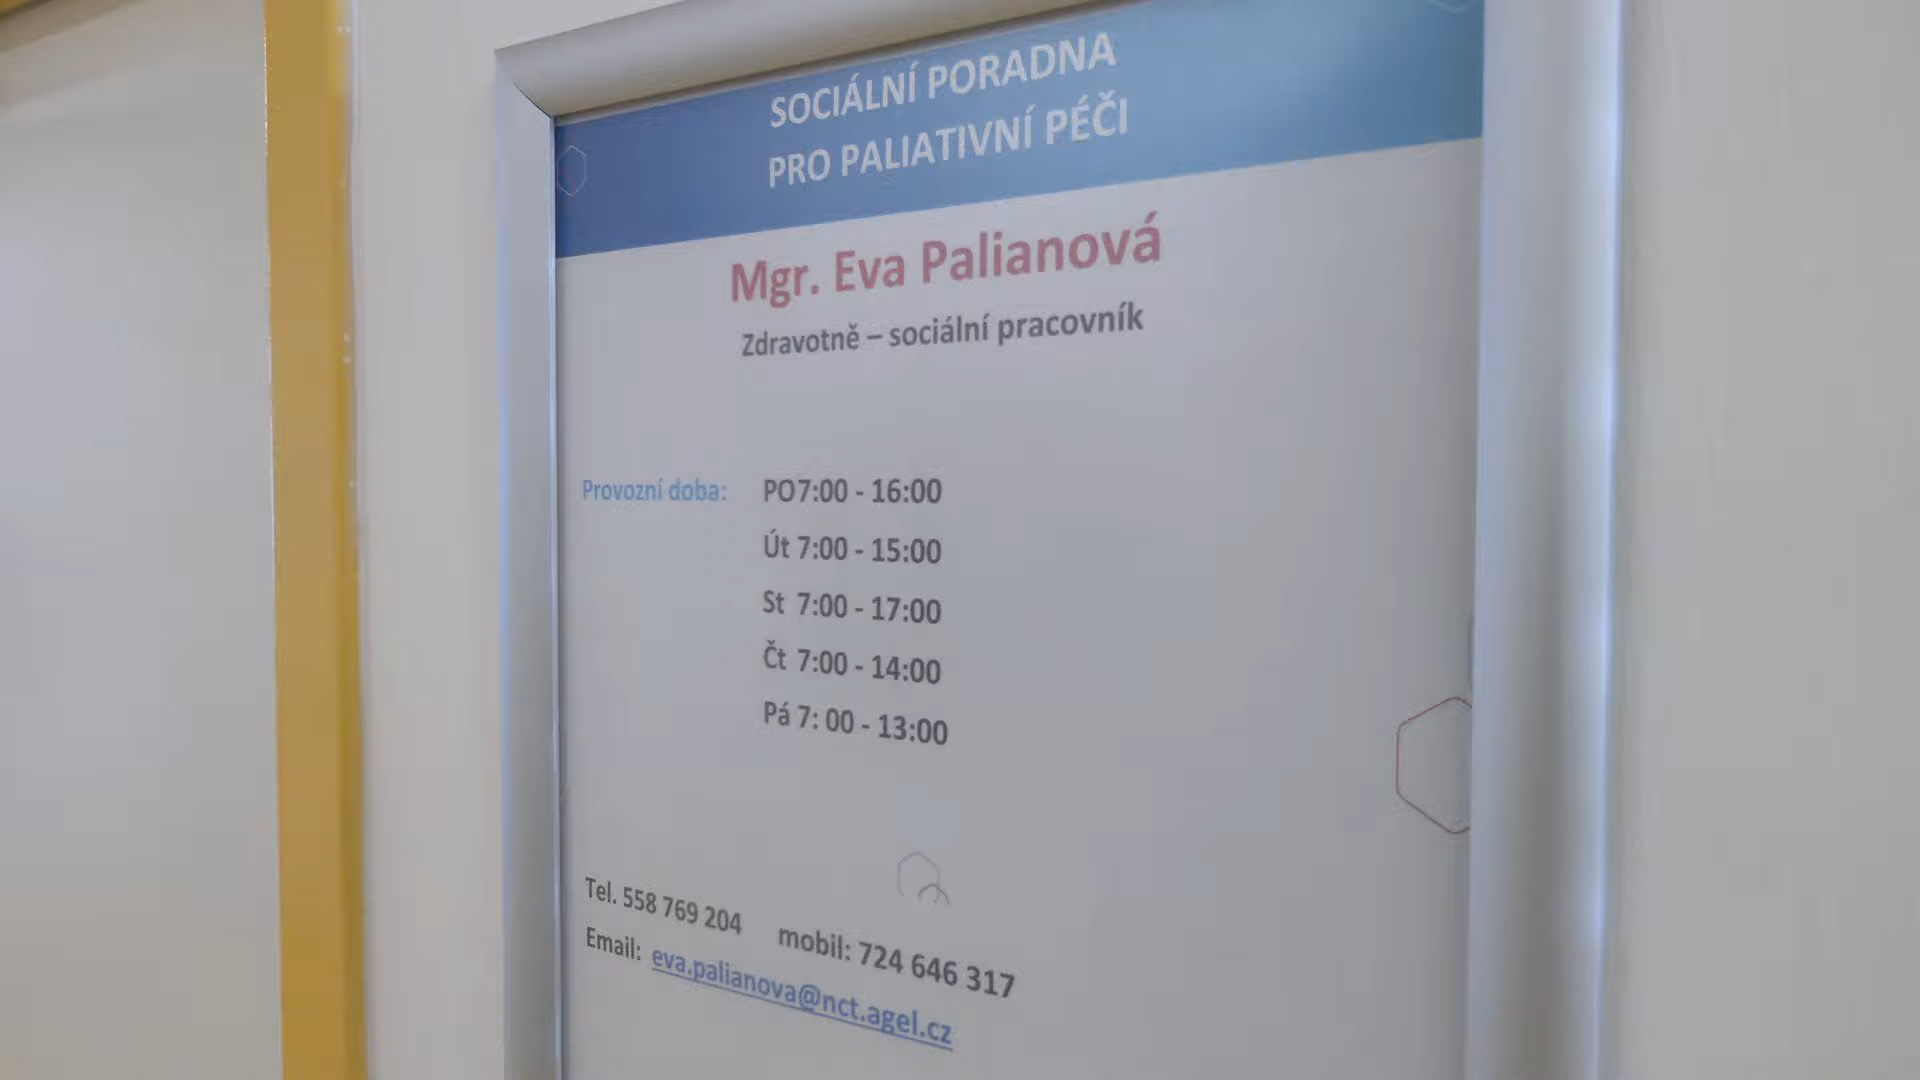 SOCIÁLNÍ PORADNA
PRO PALIATIVNÍ PÉČI
Mgr. Eva Palianová
Zdravotně – sociální pracovník
Provozní doba: PO7:00 - 16:00
Út 7:00 - 15:00
St 7:00 - 17:00
Čt 7:00 - 14:00
Pá 7: 00 - 13:00
Tel. 558 769 204 mobil: 724 646 317
Email: eva.palianova@nct.agel.cz